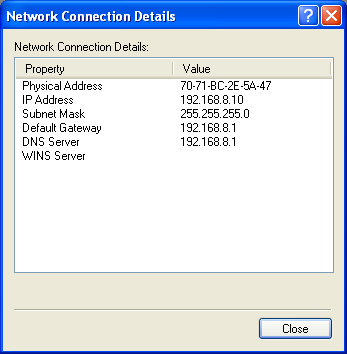 Network Connection Details
Network Connection Details:
Property Value
Physical Address 70-71-BC-2E-5A-47
IP Address 192.168.8.10
Subnet Mask 255.255.255.0
Default Gateway 192.168.8.1
DNS Server 192.168.8.1
WINS Server
Close